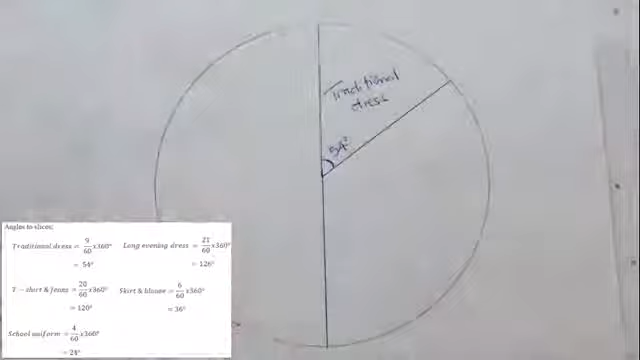 Traditional
dress
54°
Angles to slices;
Traditional dress = 9/60 x360°
= 54°
Long evening dress = 21/60 x360°
= 126°
T – shirt & Jeans = 20/60 x360°
= 120°
Skirt & blouse = 6/60 x360°
= 36°
School uniform = 4/60 x360°
= 24°